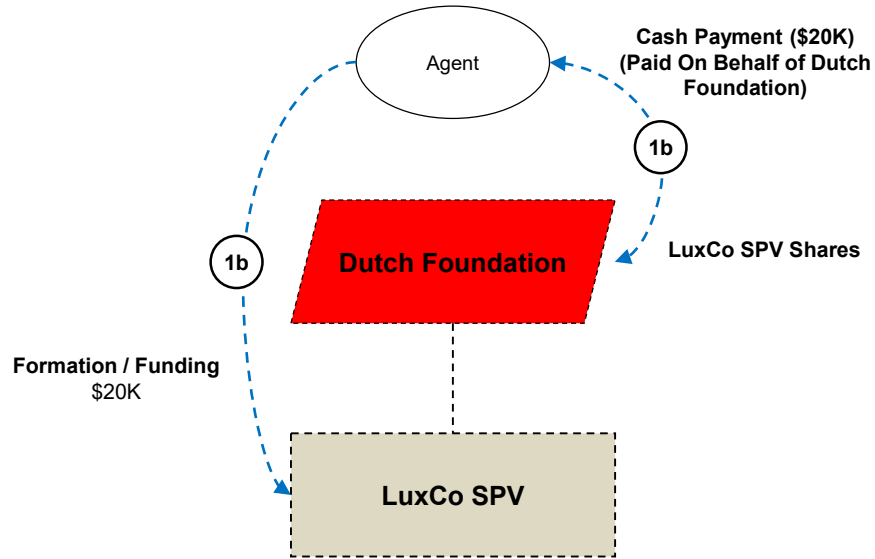 Agent
Cash Payment ($20K)
(Paid On Behalf of Dutch
Foundation)
1b
1b
Dutch Foundation
LuxCo SPV Shares
Formation / Funding
$20K
LuxCo SPV